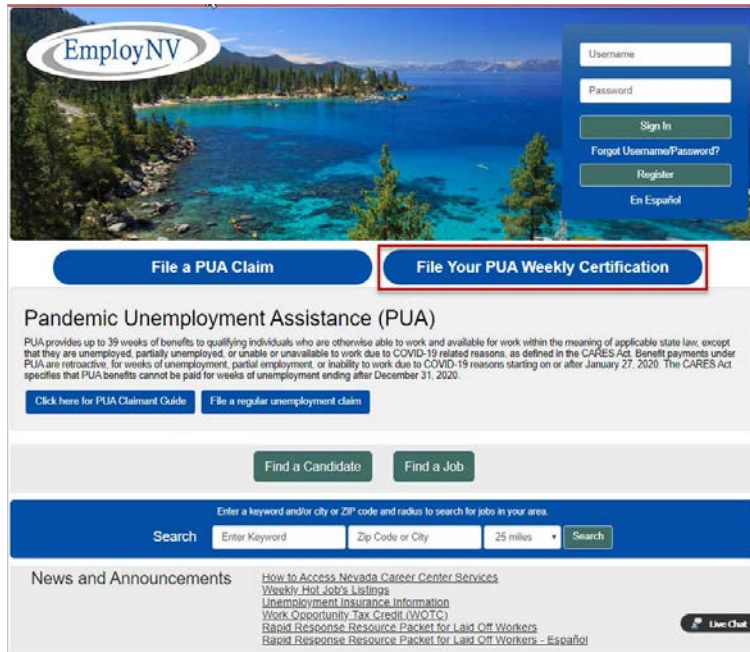 EmployNV
Username
Password
Sign In
Forgot Username/Password?
Register
En Español
File a PUA Claim
File Your PUA Weekly Certification
Pandemic Unemployment Assistance (PUA)
PUA provides up to 39 weeks of benefits to qualifying individuals who are otherwise able to work and available for work within the meaning of applicable state law, except
that they are unemployed, partially unemployed, or unable or unavailable to work due to COVID-19 related reasons, as defined in the CARES Act. Benefit payments under
PUA are retroactive, for weeks of unemployment, partial employment, or inability to work due to COVID-19 reasons starting on or after January 27, 2020. The CARES Act
specifies that PUA benefits cannot be paid for weeks of unemployment ending after December 31, 2020.
Click here for PUA Claimant Guide
File a regular unemployment claim
Find a Candidate
Find a Job
Enter a keyword and/or city or ZIP code and radius to search for jobs in your area.
Search
Enter Keyword
Zip Code or City
25 miles
Search
News and Announcements
How to Access Nevada Career Center Services
Weekly Hot Job's Listings
Unemployment Insurance Information
Work Opportunity Tax Credit (WOTC)
Rapid Response Resource Packet for Laid Off Workers
Rapid Response Resource Packet for Laid Off Workers - Español
Live Chat